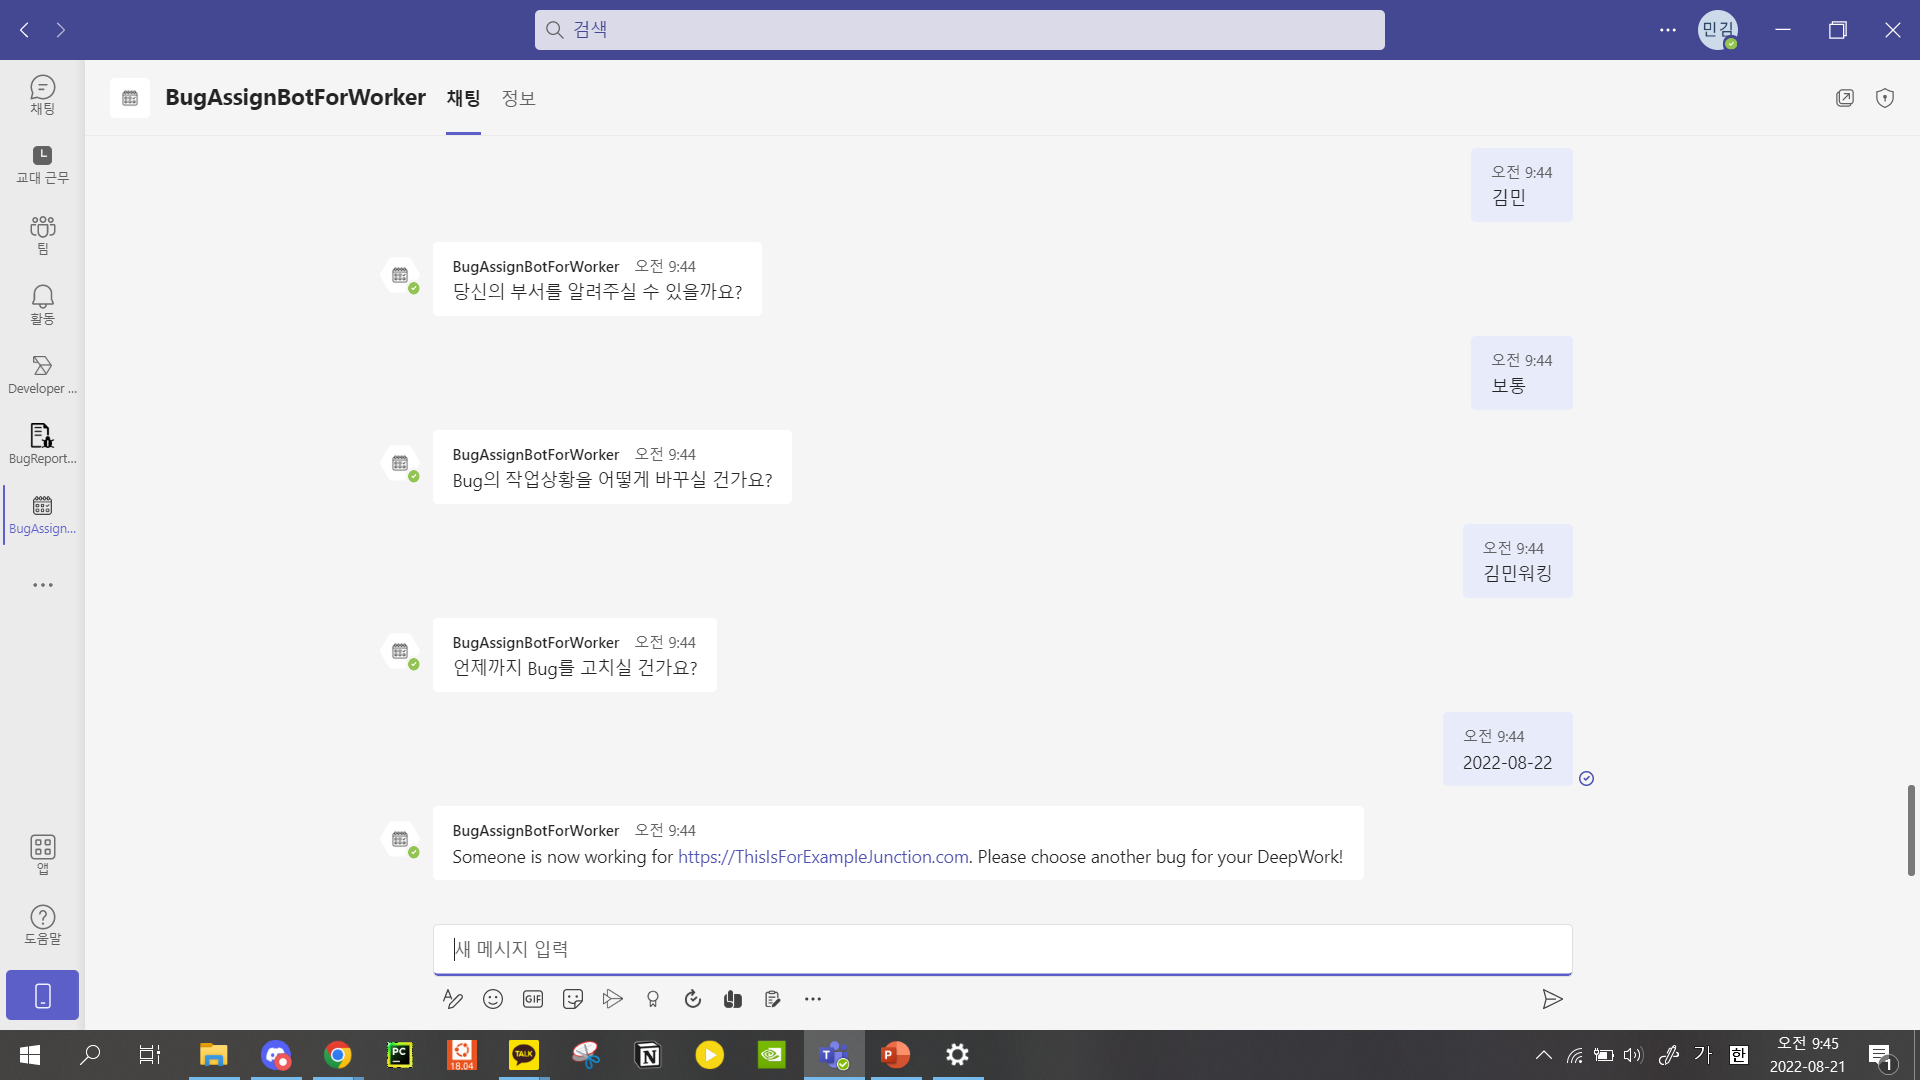 검색
민김
채팅
교대 근무
팀
활동
Developer ...
BugReport...
BugAssign...
앱
도움말
BugAssignBotForWorker 채팅 정보
오전 9:44
김민
BugAssignBotForWorker 오전 9:44
당신의 부서를 알려주실 수 있을까요?
오전 9:44
보통
BugAssignBotForWorker 오전 9:44
Bug의 작업상황을 어떻게 바꾸실 건가요?
오전 9:44
김민워킹
BugAssignBotForWorker 오전 9:44
언제까지 Bug를 고치실 건가요?
오전 9:44
2022-08-22
BugAssignBotForWorker 오전 9:44
Someone is now working for https://ThisIsForExampleJunction.com. Please choose another bug for your DeepWork!
새 메시지 입력
GIF
PC
18.04
TALK
N
T
P
가
한
오전 9:45
2022-08-21
1